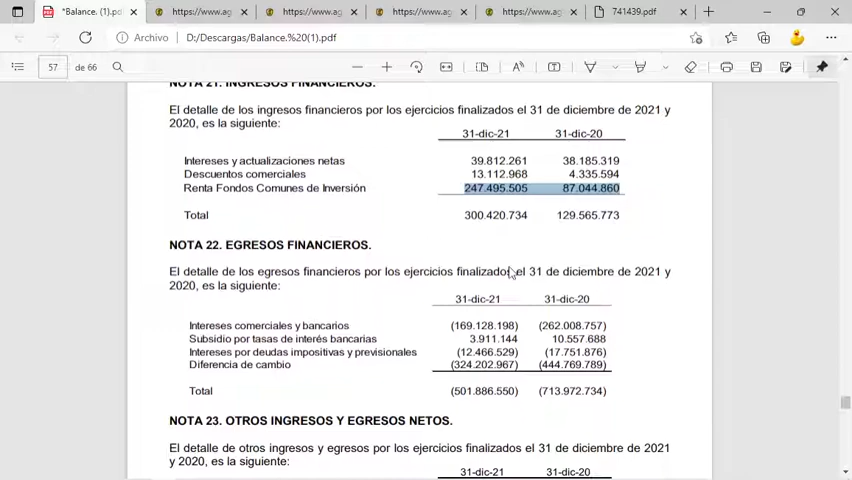 *Balance. (1).pdf
https://www.ag
https://www.ag
https://www.ag
https://www.ag
741439.pdf
Archivo
D:/Descargas/Balance.%20(1).pdf
57
de 66
NOTA 21. INGRESOS FINANCIEROS.
El detalle de los ingresos financieros por los ejercicios finalizados el 31 de diciembre de 2021 y
2020, es la siguiente:
31-dic-21 31-dic-20
Intereses y actualizaciones netas 39.812.261 38.185.319
Descuentos comerciales 13.112.968 4.335.594
Renta Fondos Comunes de Inversión 247.495.505 87.044.860
Total 300.420.734 129.565.773
NOTA 22. EGRESOS FINANCIEROS.
El detalle de los egresos financieros por los ejercicios finalizados el 31 de diciembre de 2021 y
2020, es la siguiente:
31-dic-21 31-dic-20
Intereses comerciales y bancarios (169.128.198) (262.008.757)
Subsidio por tasas de interés bancarias 3.911.144 10.557.688
Intereses por deudas impositivas y previsionales (12.466.529) (17.751.876)
Diferencia de cambio (324.202.967) (444.769.789)
Total (501.886.550) (713.972.734)
NOTA 23. OTROS INGRESOS Y EGRESOS NETOS.
El detalle de otros ingresos y egresos por los ejercicios finalizados el 31 de diciembre de 2021
y 2020, es la siguiente:
31-dic-21 31-dic-20